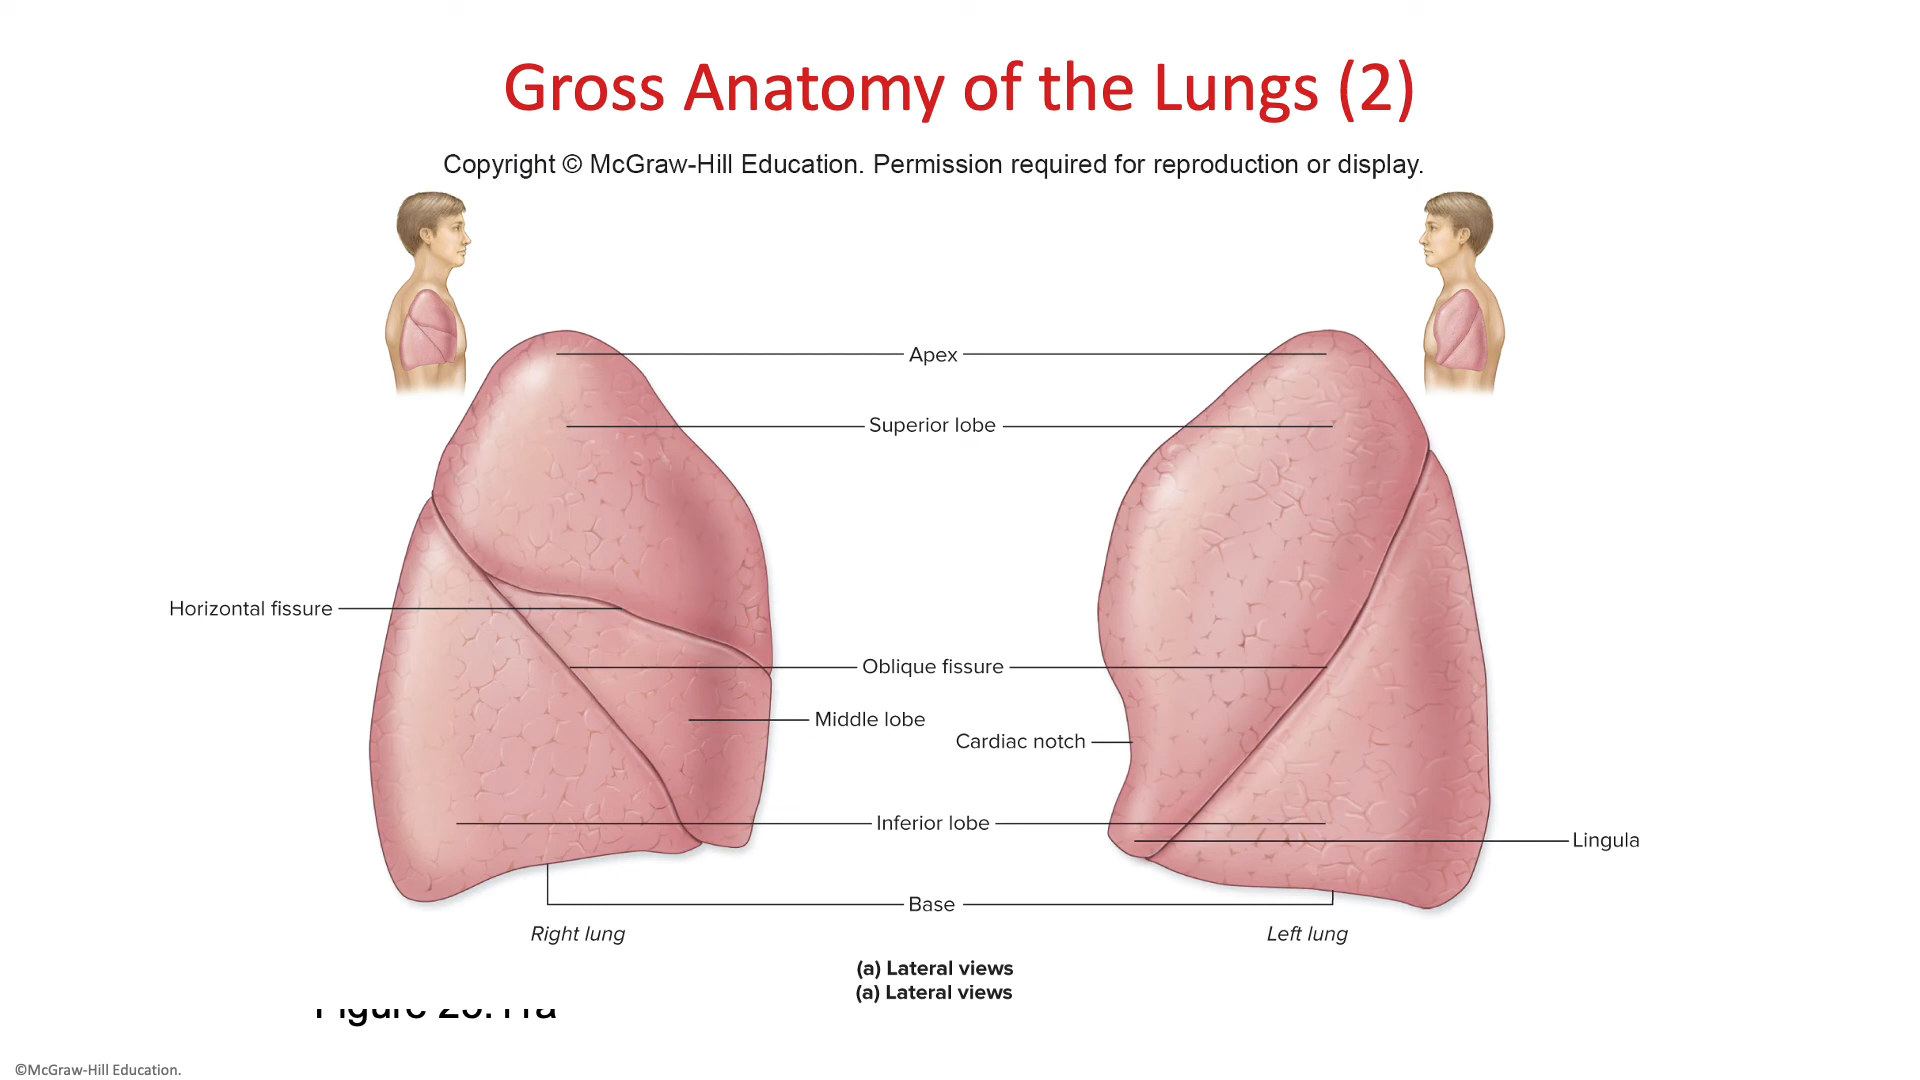 Gross Anatomy of the Lungs (2)
Copyright © McGraw-Hill Education. Permission required for reproduction or display.
Apex
Superior lobe
Horizontal fissure
Oblique fissure
Middle lobe
Cardiac notch
Inferior lobe
Lingula
Base
Right lung
Left lung
(a) Lateral views
(a) Lateral views
Figure
©McGraw-Hill Education.